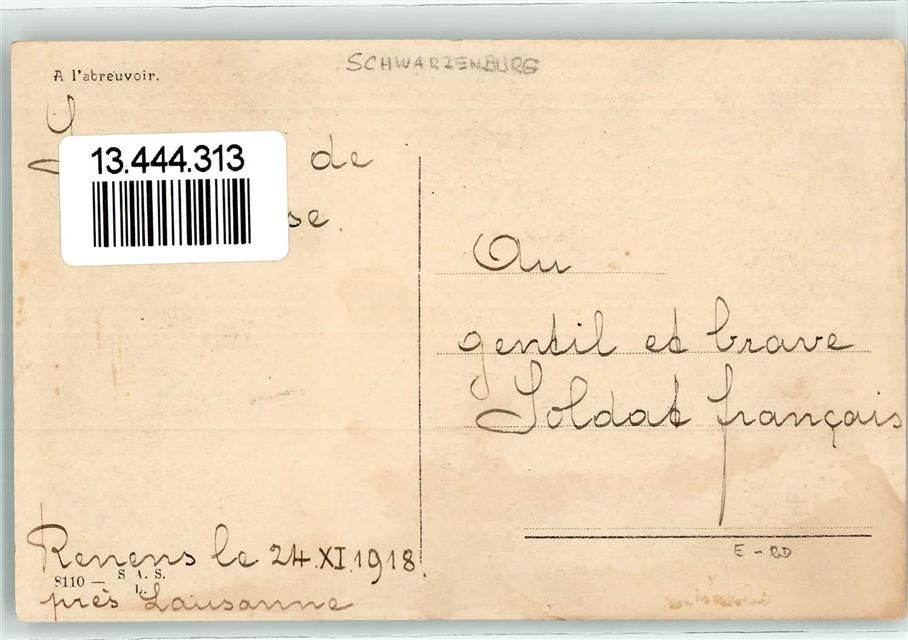 SCHWARZENBURG
A l'abreuvoir.
13.444.313
de
se.
Au
gentil et brave
Soldat français
Renens le 24.XI.1918.
8110 — S. A. S.
L.
près Lausanne
E - RD